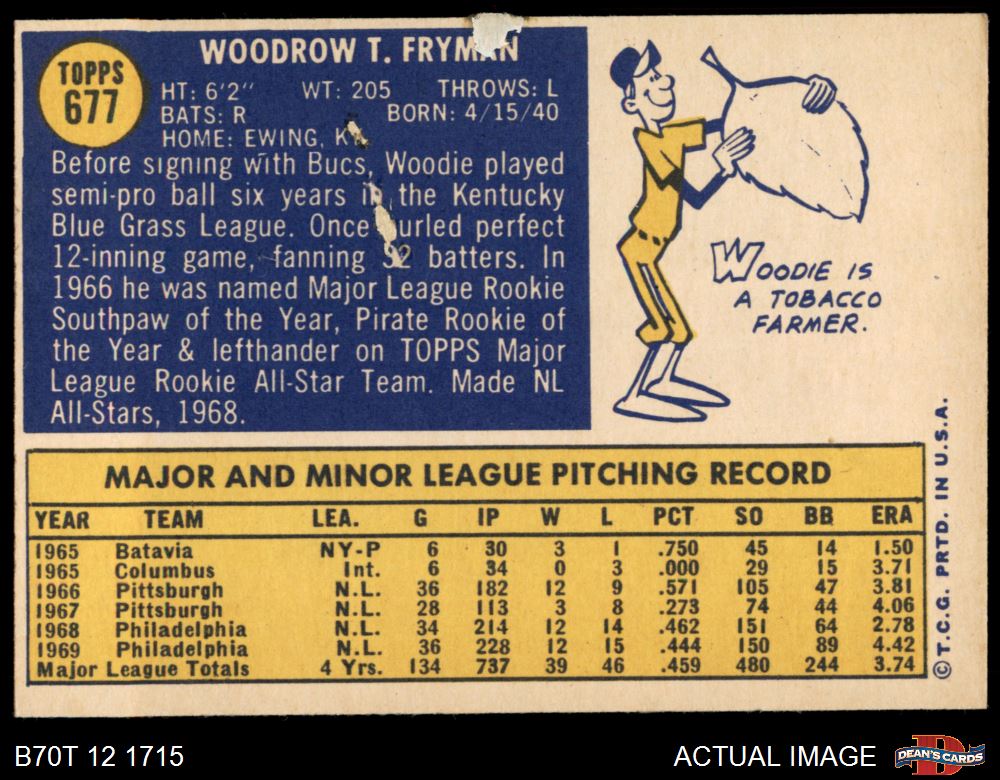 TOPPS
677
WOODROW T. FRYMAN
HT: 6'2" WT: 205 THROWS: L
BATS: R BORN: 4/15/40
HOME: EWING, KY
Before signing with Bucs, Woodie played
semi-pro ball six years in the Kentucky
Blue Grass League. Once urled perfect
12-inning game, fanning batters. In
1966 he was named Major League Rookie
Southpaw of the Year, Pirate Rookie of
the Year & lefthander on TOPPS Major
League Rookie All-Star Team. Made NL
All-Stars, 1968.
WOODIE IS
A TOBACCO
FARMER.
MAJOR AND MINOR LEAGUE PITCHING RECORD
YEAR TEAM LEA. G IP W L PCT SO BB ERA
1965 Batavia NY-P 6 30 3 1 .750 45 14 1.50
1965 Columbus Int. 6 34 0 3 .000 29 15 3.71
1966 Pittsburgh N.L. 36 182 12 9 .571 105 47 3.81
1967 Pittsburgh N.L. 28 113 3 8 .273 74 44 4.06
1968 Philadelphia N.L. 34 214 12 14 .462 151 64 2.78
1969 Philadelphia N.L. 36 228 12 15 .444 150 89 4.42
Major League Totals 4 Yrs. 134 737 39 46 .459 480 244 3.74
© T.C.G. PRTD. IN U.S.A.
B70T 12 1715
ACTUAL IMAGE
D
DEAN'S CARDS